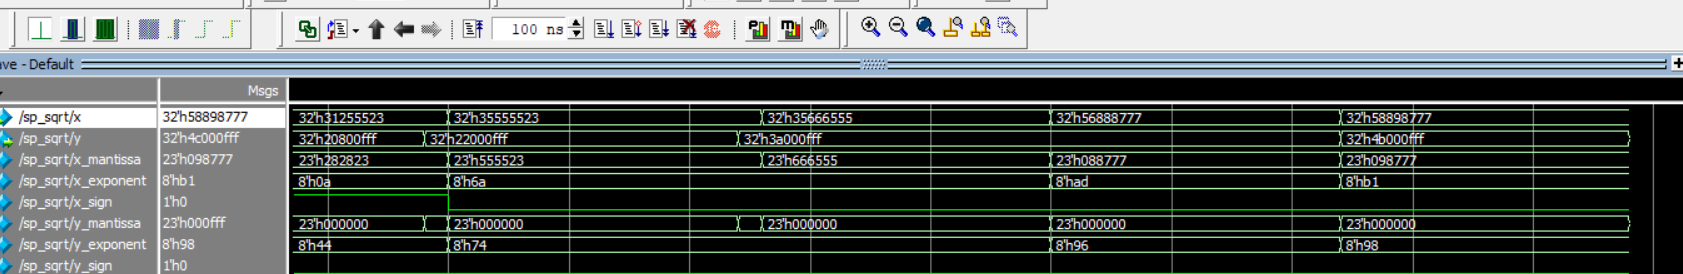 100 ns
ave - Default
Msgs
/sp_sqrt/x 32'h58898777 32'h31255523 32'h35555523 32'h35666555 32'h56888777 32'h58898777
/sp_sqrt/y 32'h4c000fff 32'h20800fff 32'h22000fff 32'h3a000fff 32'h4b000fff
/sp_sqrt/x_mantissa 23'h098777 23'h282823 23'h555523 23'h666555 23'h088777 23'h098777
/sp_sqrt/x_exponent 8'hb1 8'h0a 8'h6a 8'had 8'hb1
/sp_sqrt/x_sign 1'h0
/sp_sqrt/y_mantissa 23'h000fff 23'h000000 23'h000000 23'h000000 23'h000000 23'h000000
/sp_sqrt/y_exponent 8'h98 8'h44 8'h74 8'h96 8'h98
/sp_sqrt/y_sign 1'h0